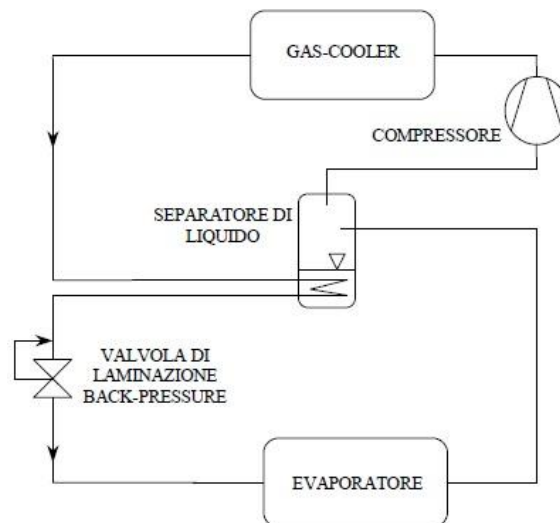 GAS-COOLER
COMPRESSORE
SEPARATORE DI
LIQUIDO
VALVOLA DI
LAMINAZIONE
BACK-PRESSURE
EVAPORATORE